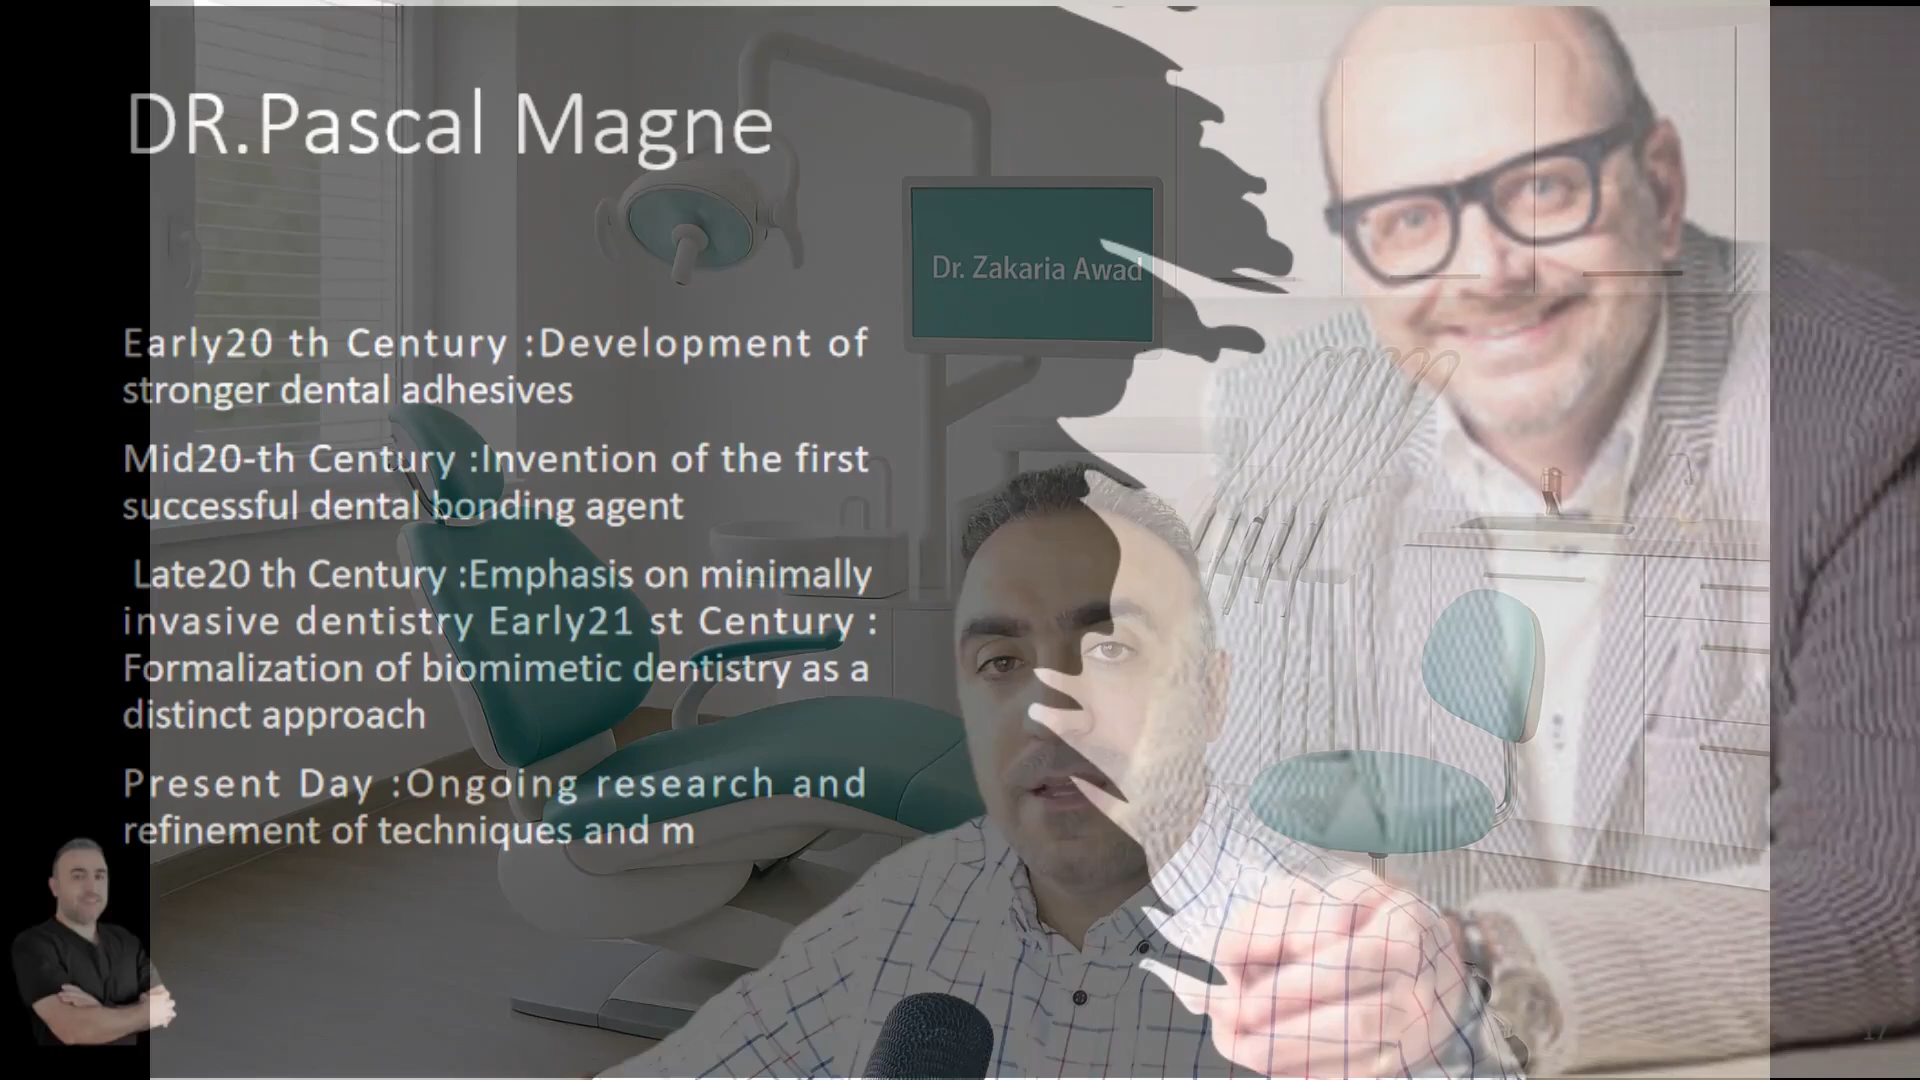 DR.Pascal Magne
Dr. Zakaria Awad
Early20 th Century :Development of
stronger dental adhesives
Mid20-th Century :Invention of the first
successful dental bonding agent
Late20 th Century :Emphasis on minimally
invasive dentistry Early21 st Century :
Formalization of biomimetic dentistry as a
distinct approach
Present Day :Ongoing research and
refinement of techniques and m
17